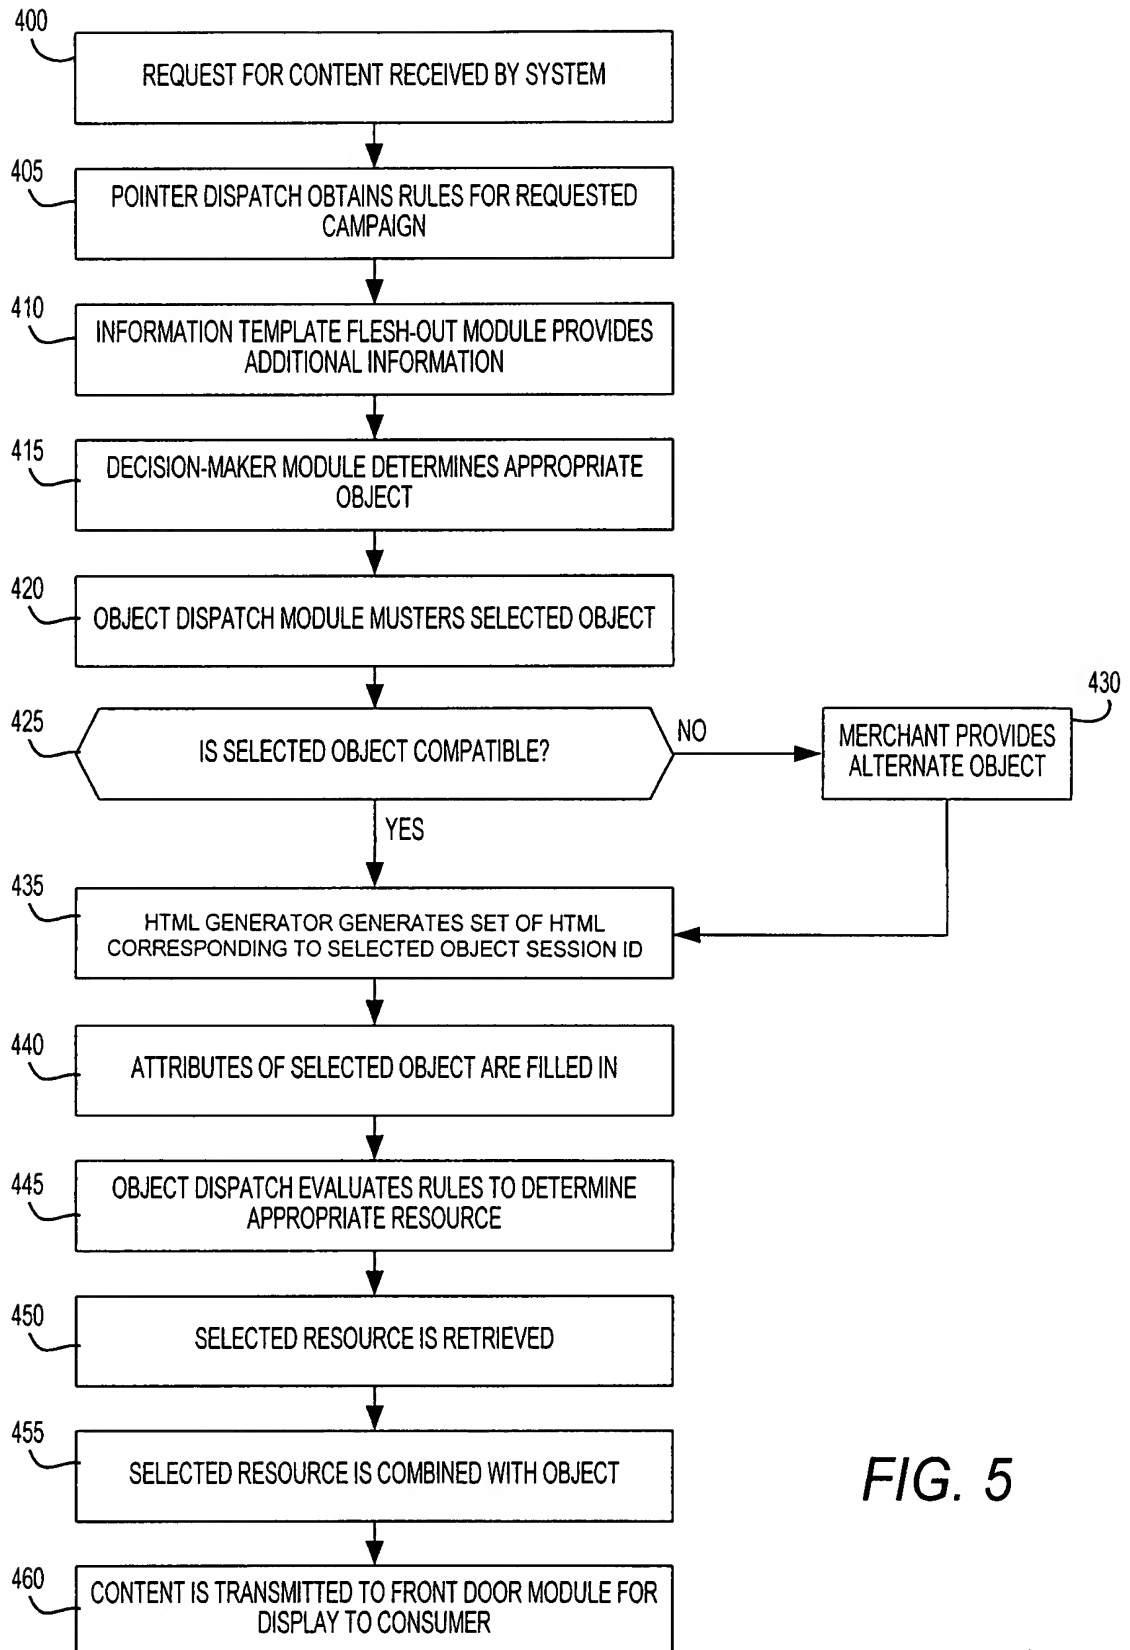 400
REQUEST FOR CONTENT RECEIVED BY SYSTEM
405
POINTER DISPATCH OBTAINS RULES FOR REQUESTED
CAMPAIGN
410
INFORMATION TEMPLATE FLESH-OUT MODULE PROVIDES
ADDITIONAL INFORMATION
415
DECISION-MAKER MODULE DETERMINES APPROPRIATE
OBJECT
420
OBJECT DISPATCH MODULE MUSTERS SELECTED OBJECT
425
IS SELECTED OBJECT COMPATIBLE?
NO
430
MERCHANT PROVIDES
ALTERNATE OBJECT
YES
435
HTML GENERATOR GENERATES SET OF HTML
CORRESPONDING TO SELECTED OBJECT SESSION ID
440
ATTRIBUTES OF SELECTED OBJECT ARE FILLED IN
445
OBJECT DISPATCH EVALUATES RULES TO DETERMINE
APPROPRIATE RESOURCE
450
SELECTED RESOURCE IS RETRIEVED
455
SELECTED RESOURCE IS COMBINED WITH OBJECT
FIG. 5
460
CONTENT IS TRANSMITTED TO FRONT DOOR MODULE FOR
DISPLAY TO CONSUMER